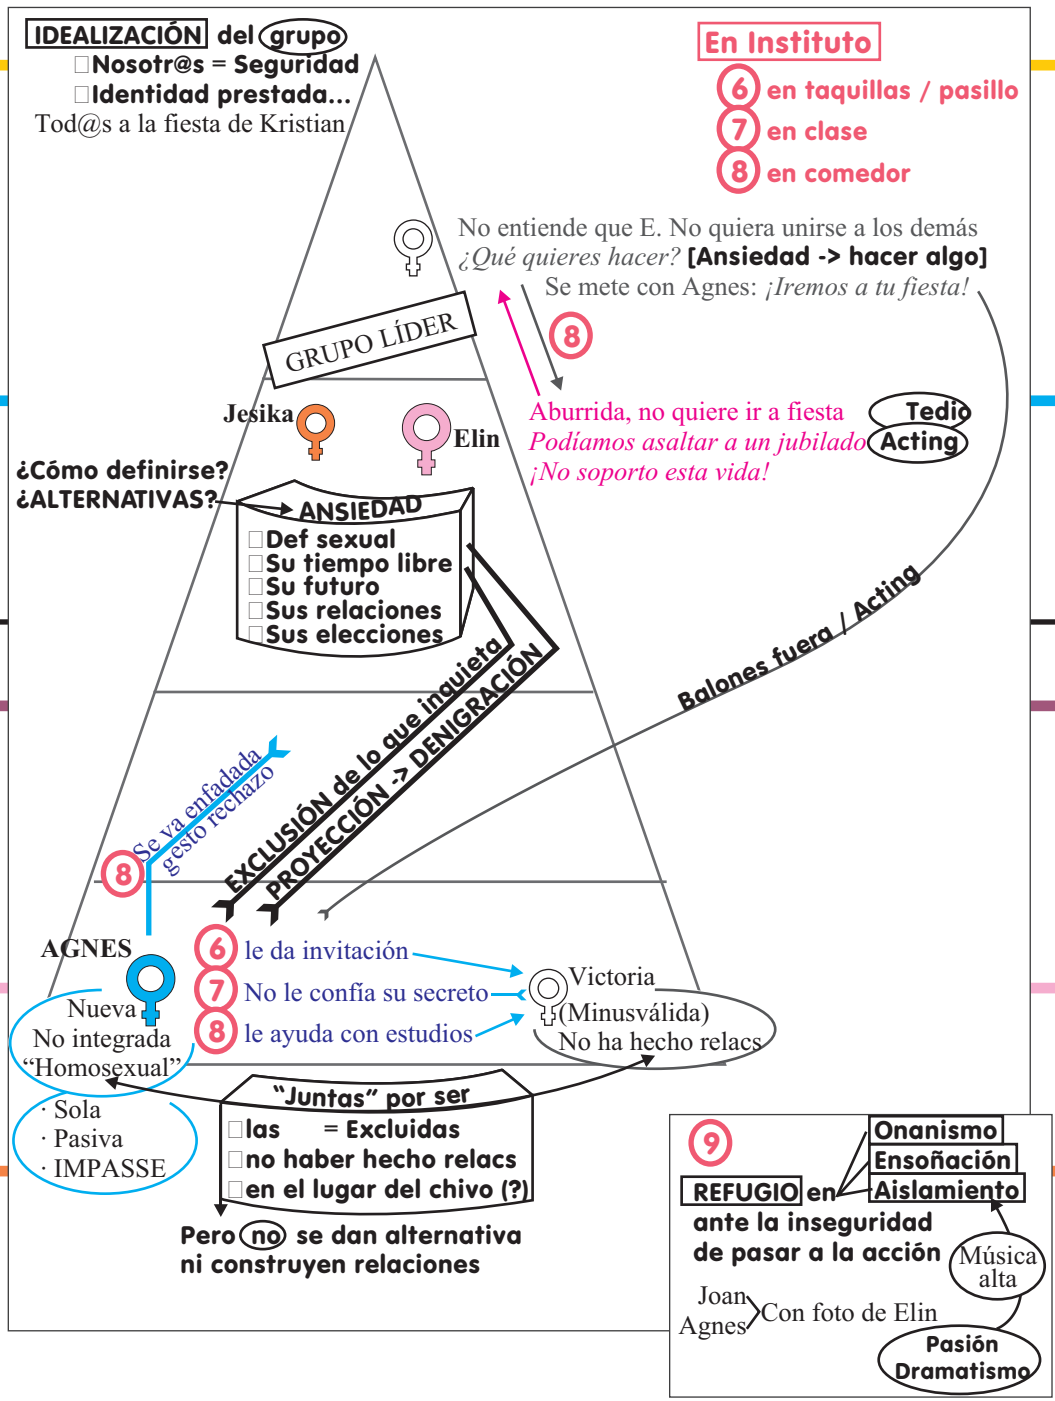 IDEALIZACIÓN del grupo
□Nosotr@s = Seguridad
□Identidad prestada...
Tod@s a la fiesta de Kristian
En Instituto
6 en taquillas / pasillo
7 en clase
8 en comedor
No entiende que E. No quiera unirse a los demás
¿Qué quieres hacer? [Ansiedad -> hacer algo]
Se mete con Agnes: ¡Iremos a tu fiesta!
8
GRUPO LÍDER
Jesika
Elin
Aburrida, no quiere ir a fiesta
Podíamos asaltar a un jubilado
¡No soporto esta vida!
Tedio
Acting
¿Cómo definirse?
¿ALTERNATIVAS?
ANSIEDAD
□Def sexual
□Su tiempo libre
□Su futuro
□Sus relaciones
□Sus elecciones
Balones fuera / Acting
EXCLUSIÓN de lo que inquieta
PROYECCIÓN -> DENIGRACIÓN
Se va enfadada
gesto rechazo
8
AGNES
Nueva
No integrada
“Homosexual”
· Sola
· Pasiva
· IMPASSE
6 le da invitación
7 No le confía su secreto
8 le ayuda con estudios
Victoria
(Minusválida)
No ha hecho relacs
"Juntas" por ser
□las = Excluidas
□no haber hecho relacs
□en el lugar del chivo (?)
Pero no se dan alternativa
ni construyen relaciones
9
Onanismo
Ensoñación
Aislamiento
REFUGIO en
ante la inseguridad
de pasar a la acción
Música
alta
Joan
Agnes
Con foto de Elin
Pasión
Dramatismo